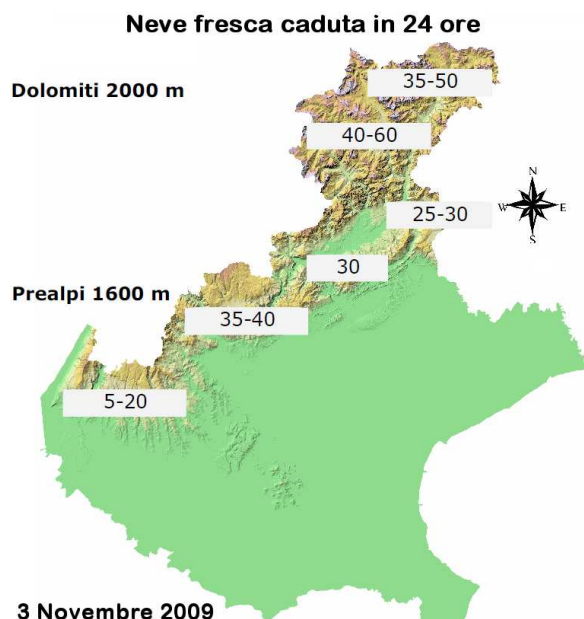 Neve fresca caduta in 24 ore
Dolomiti 2000 m
35-50
40-60
N
W E
S
25-30
30
Prealpi 1600 m
35-40
5-20
3 Novembre 2009